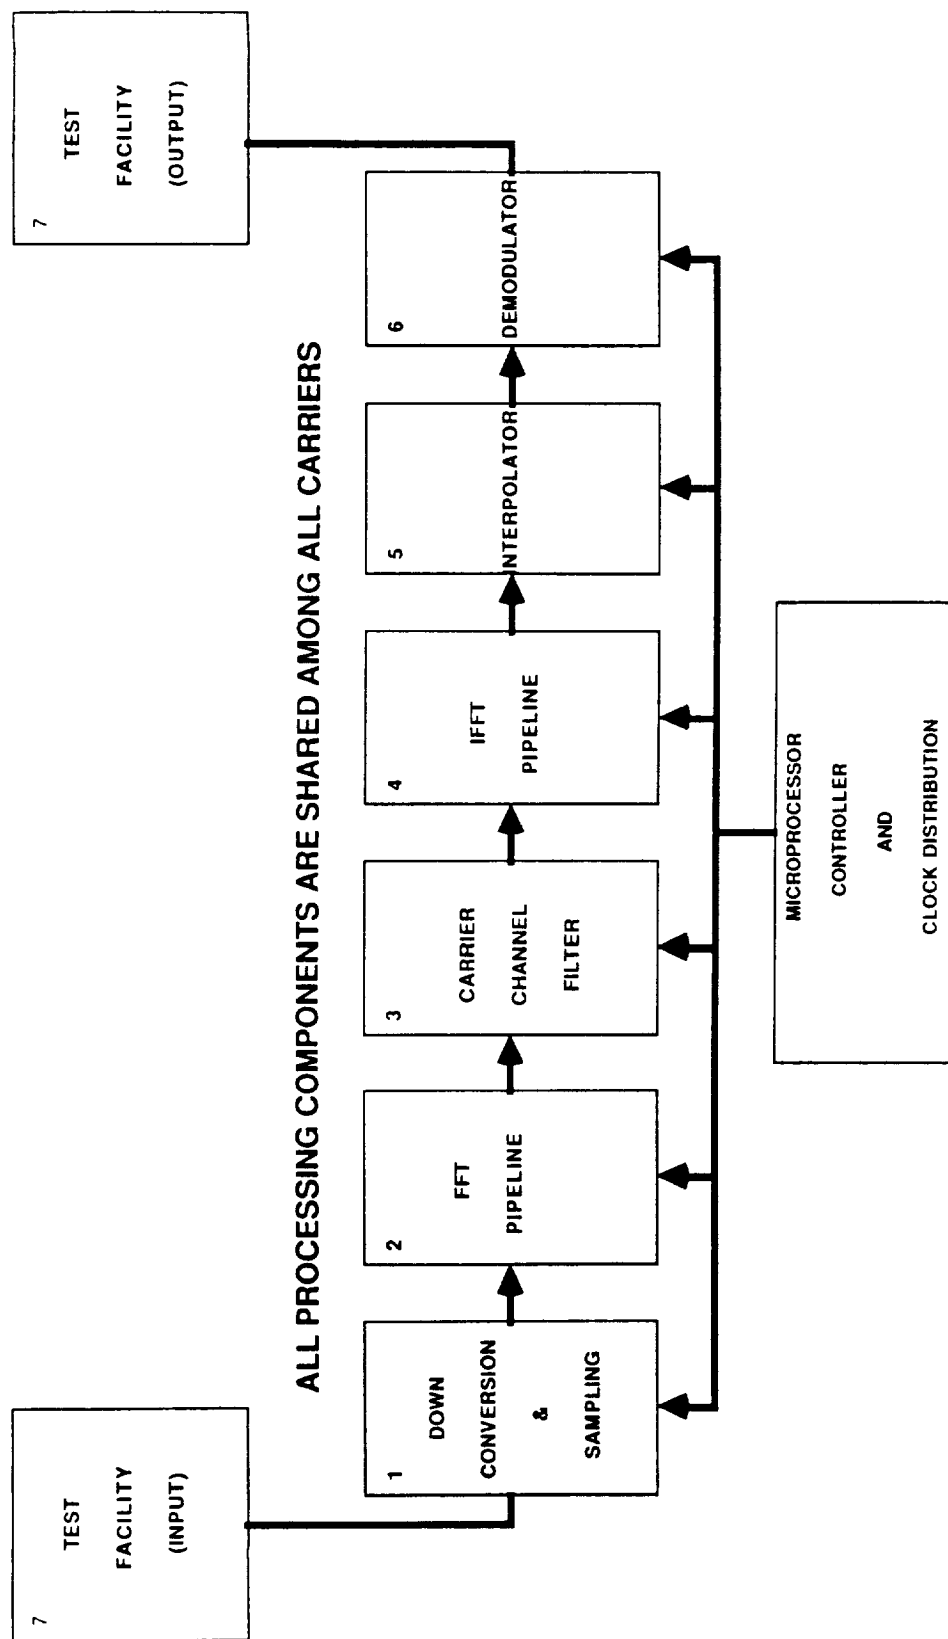 7
TEST
FACILITY
(INPUT)
7
TEST
FACILITY
(OUTPUT)
ALL PROCESSING COMPONENTS ARE SHARED AMONG ALL CARRIERS
1
DOWN
CONVERSION
&
SAMPLING
2
FFT
PIPELINE
3
CARRIER
CHANNEL
FILTER
4
IFFT
PIPELINE
5
INTERPOLATOR
6
DEMODULATOR
MICROPROCESSOR
CONTROLLER
AND
CLOCK DISTRIBUTION